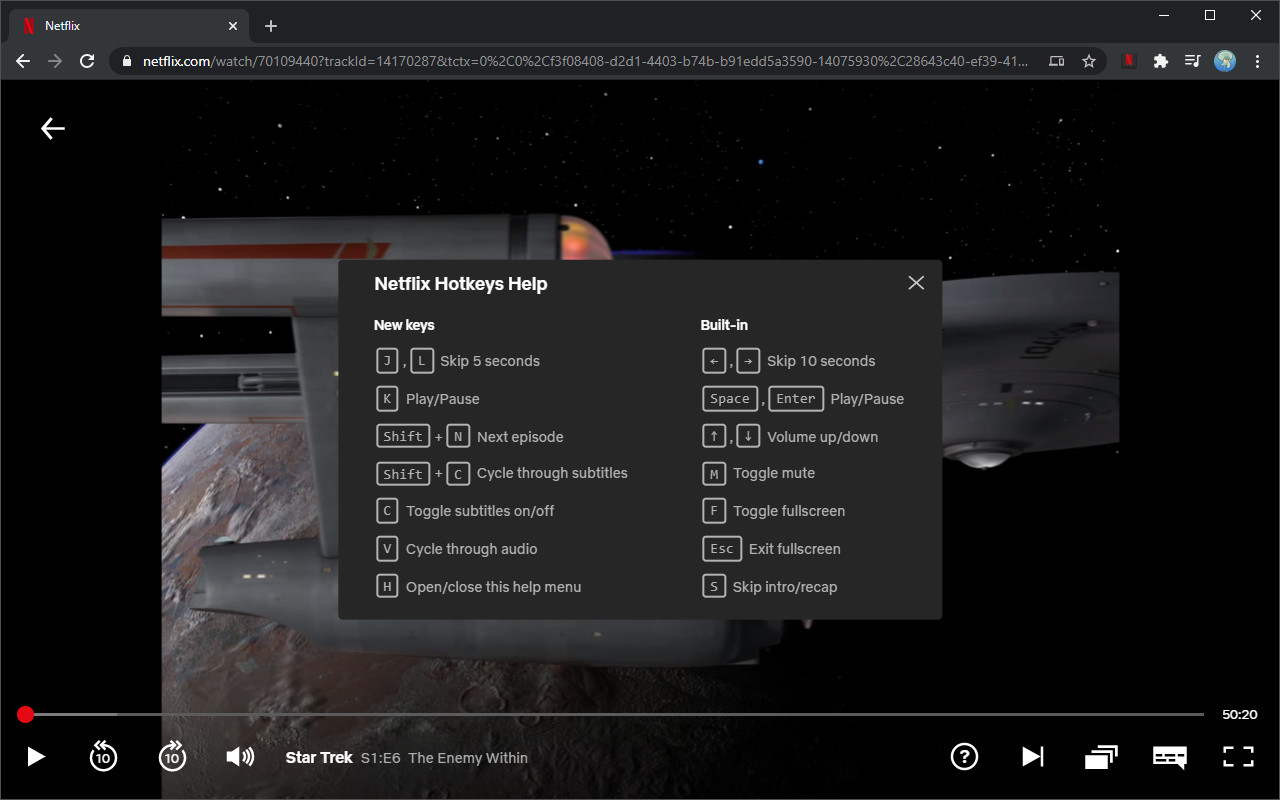 Netflix
netflix.com/watch/70109440?trackId=14170287&tctx=0%2C0%2Cf3f08408-d2d1-4403-b74b-b91edd5a3590-14075930%2C28643c40-ef39-41...
Netflix Hotkeys Help
New keys
J , L Skip 5 seconds
K Play/Pause
Shift + N Next episode
Shift + C Cycle through subtitles
C Toggle subtitles on/off
V Cycle through audio
H Open/close this help menu
Built-in
← , → Skip 10 seconds
Space , Enter Play/Pause
↑ , ↓ Volume up/down
M Toggle mute
F Toggle fullscreen
Esc Exit fullscreen
S Skip intro/recap
50:20
10
10
Star Trek S1:E6 The Enemy Within
?